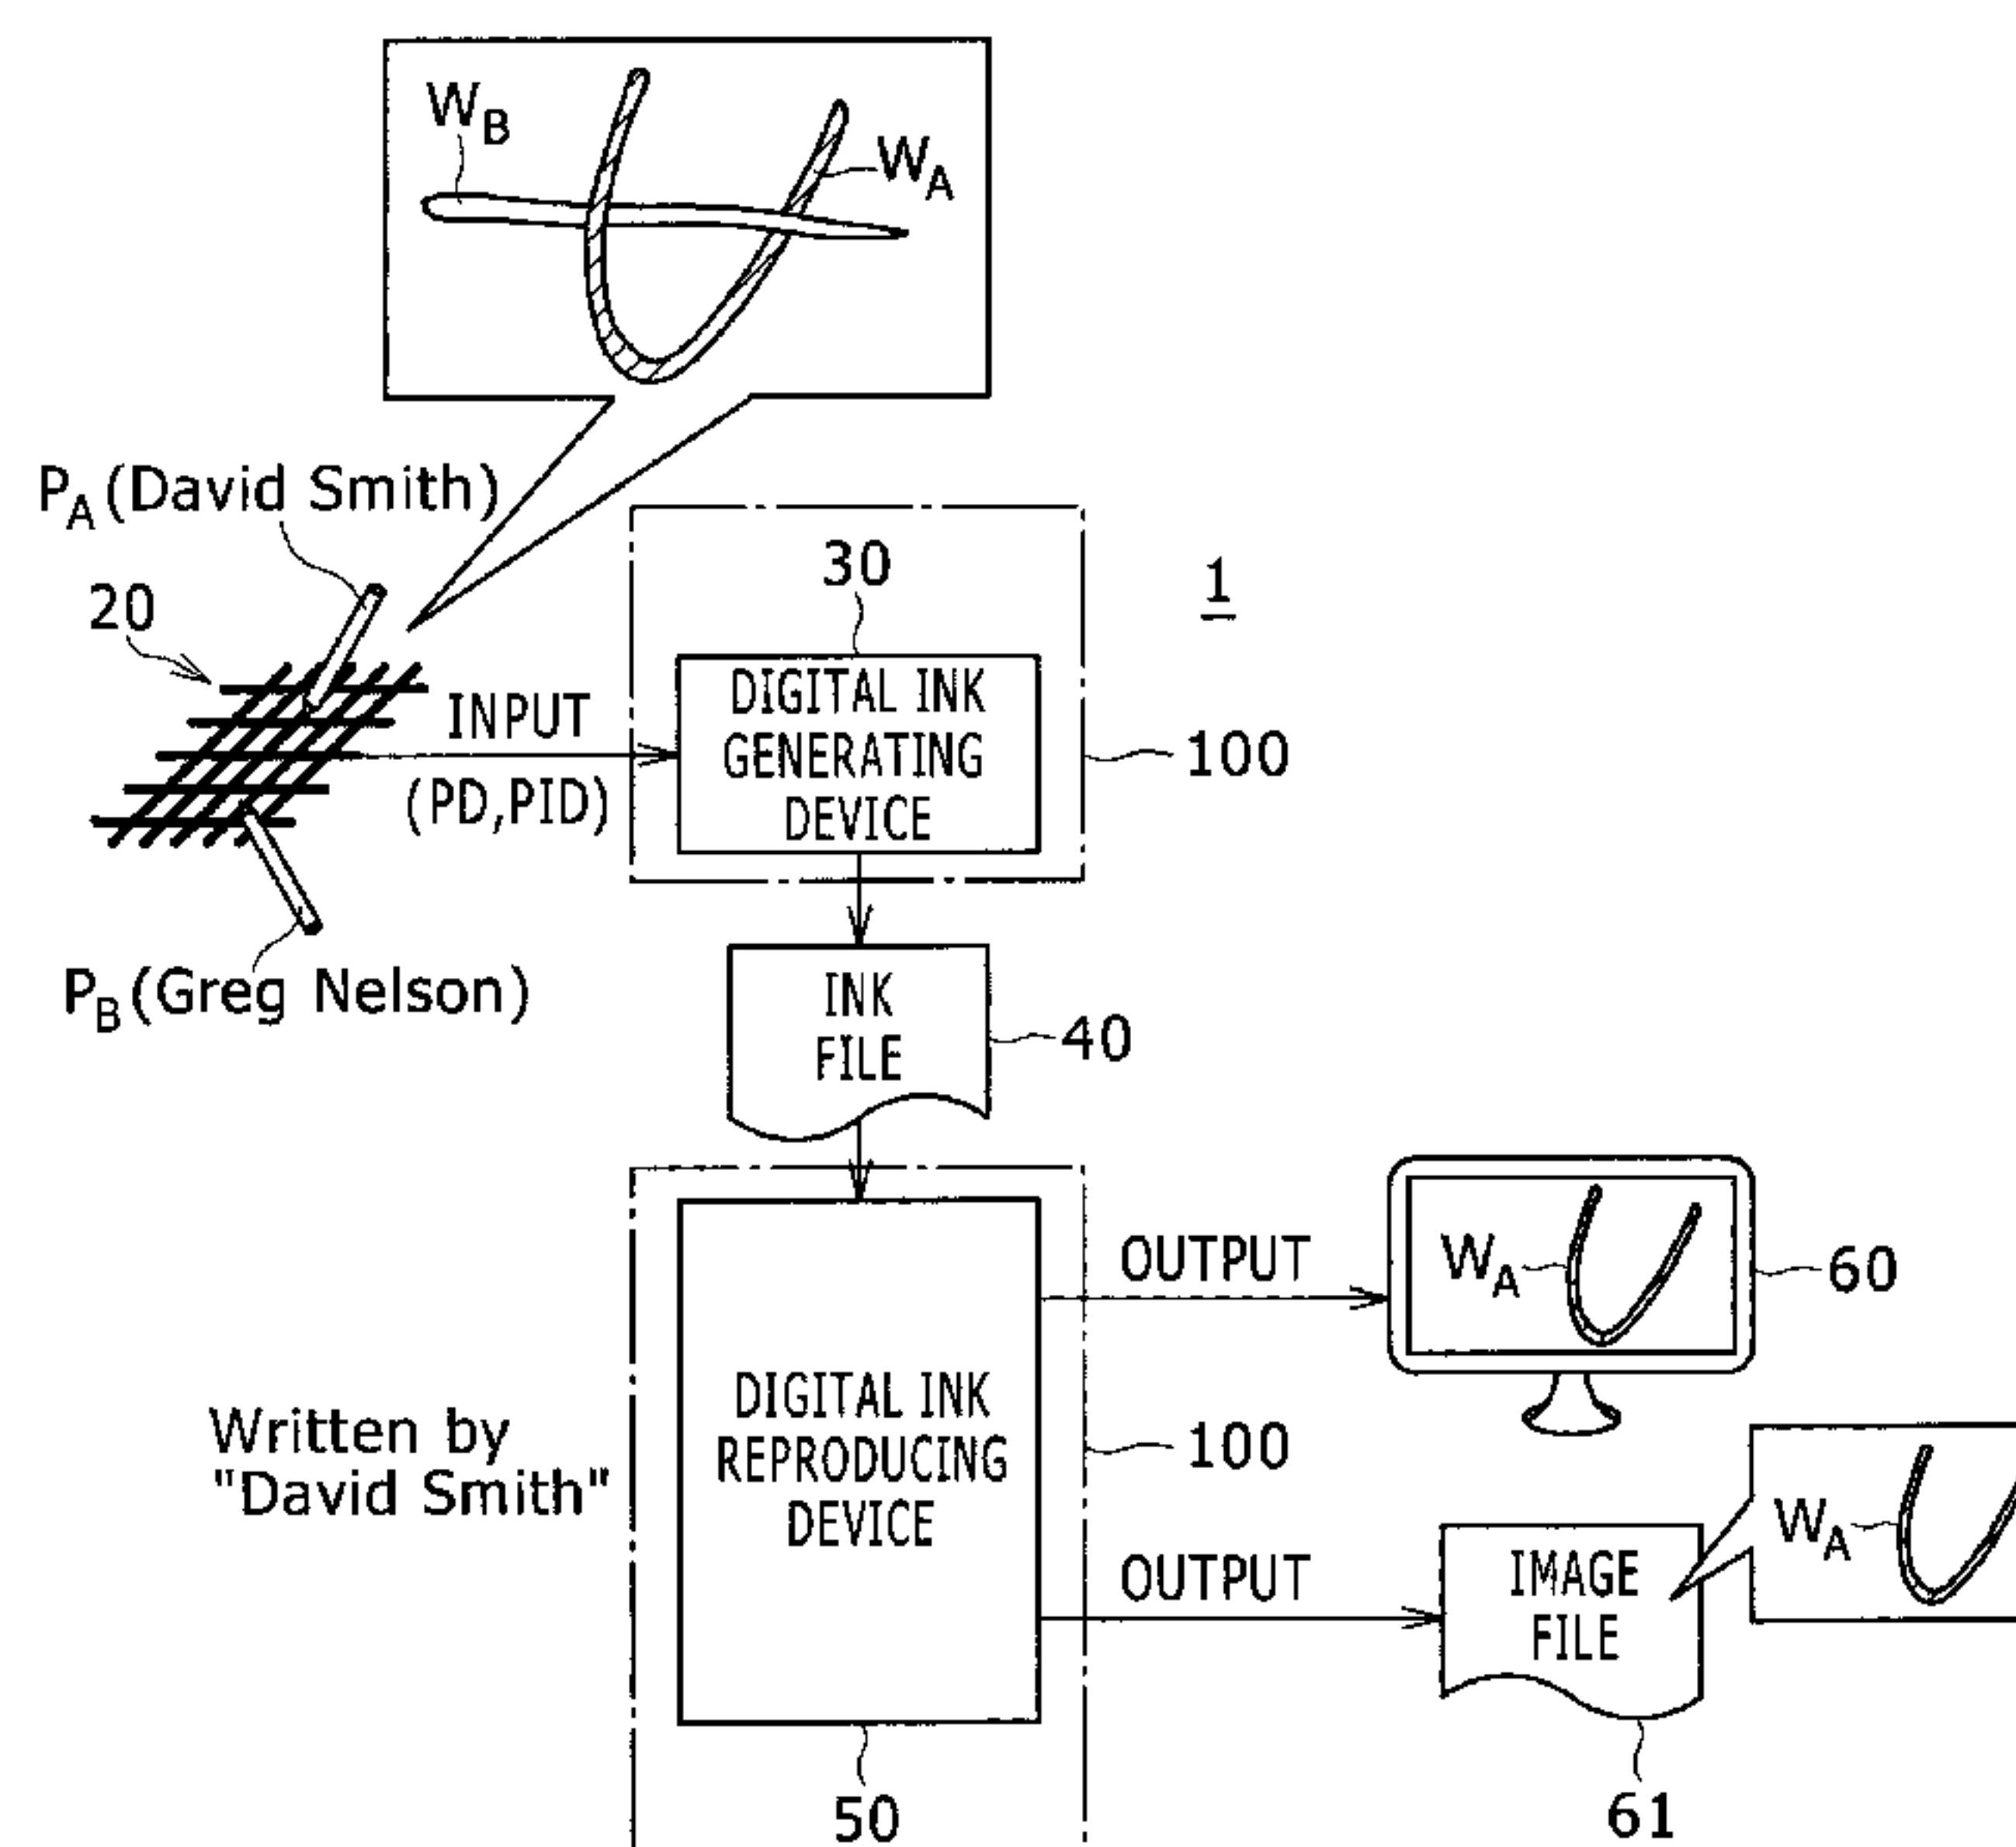 W_B
W_A
P_A (David Smith)
20
30
1
INPUT
(PD,PID)
DIGITAL INK
GENERATING
DEVICE
100
P_B (Greg Nelson)
INK
FILE
40
Written by
"David Smith"
DIGITAL INK
REPRODUCING
DEVICE
100
50
OUTPUT
W_A
60
OUTPUT
IMAGE
FILE
W_A
61